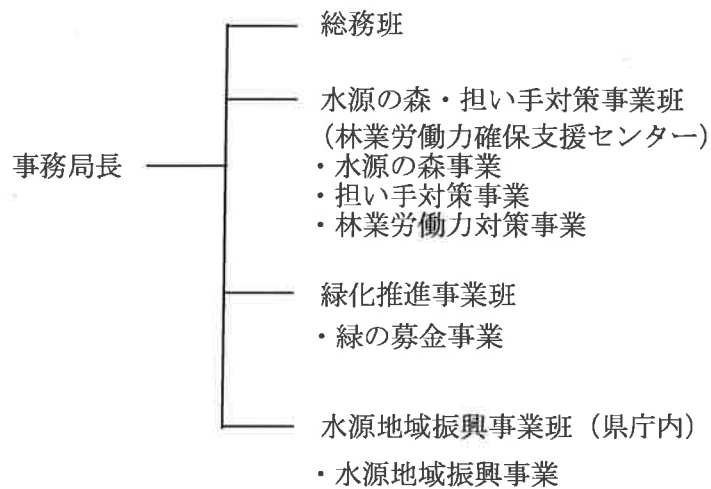 総務班
水源の森・担い手対策事業班
（林業労働力確保支援センター）
事務局長
・水源の森事業
・担い手対策事業
・林業労働力対策事業
緑化推進事業班
・緑の募金事業
水源地域振興事業班（県庁内）
・水源地域振興事業